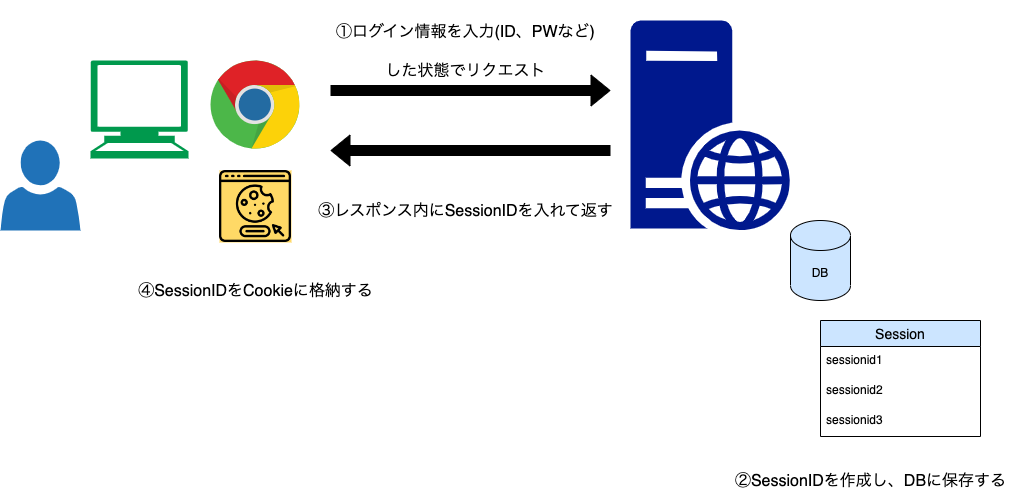 ①ログイン情報を入力(ID、PWなど)
した状態でリクエスト
③レスポンス内にSessionIDを入れて返す
④SessionIDをCookieに格納する
DB
Session
sessionid1
sessionid2
sessionid3
②SessionIDを作成し、DBに保存する